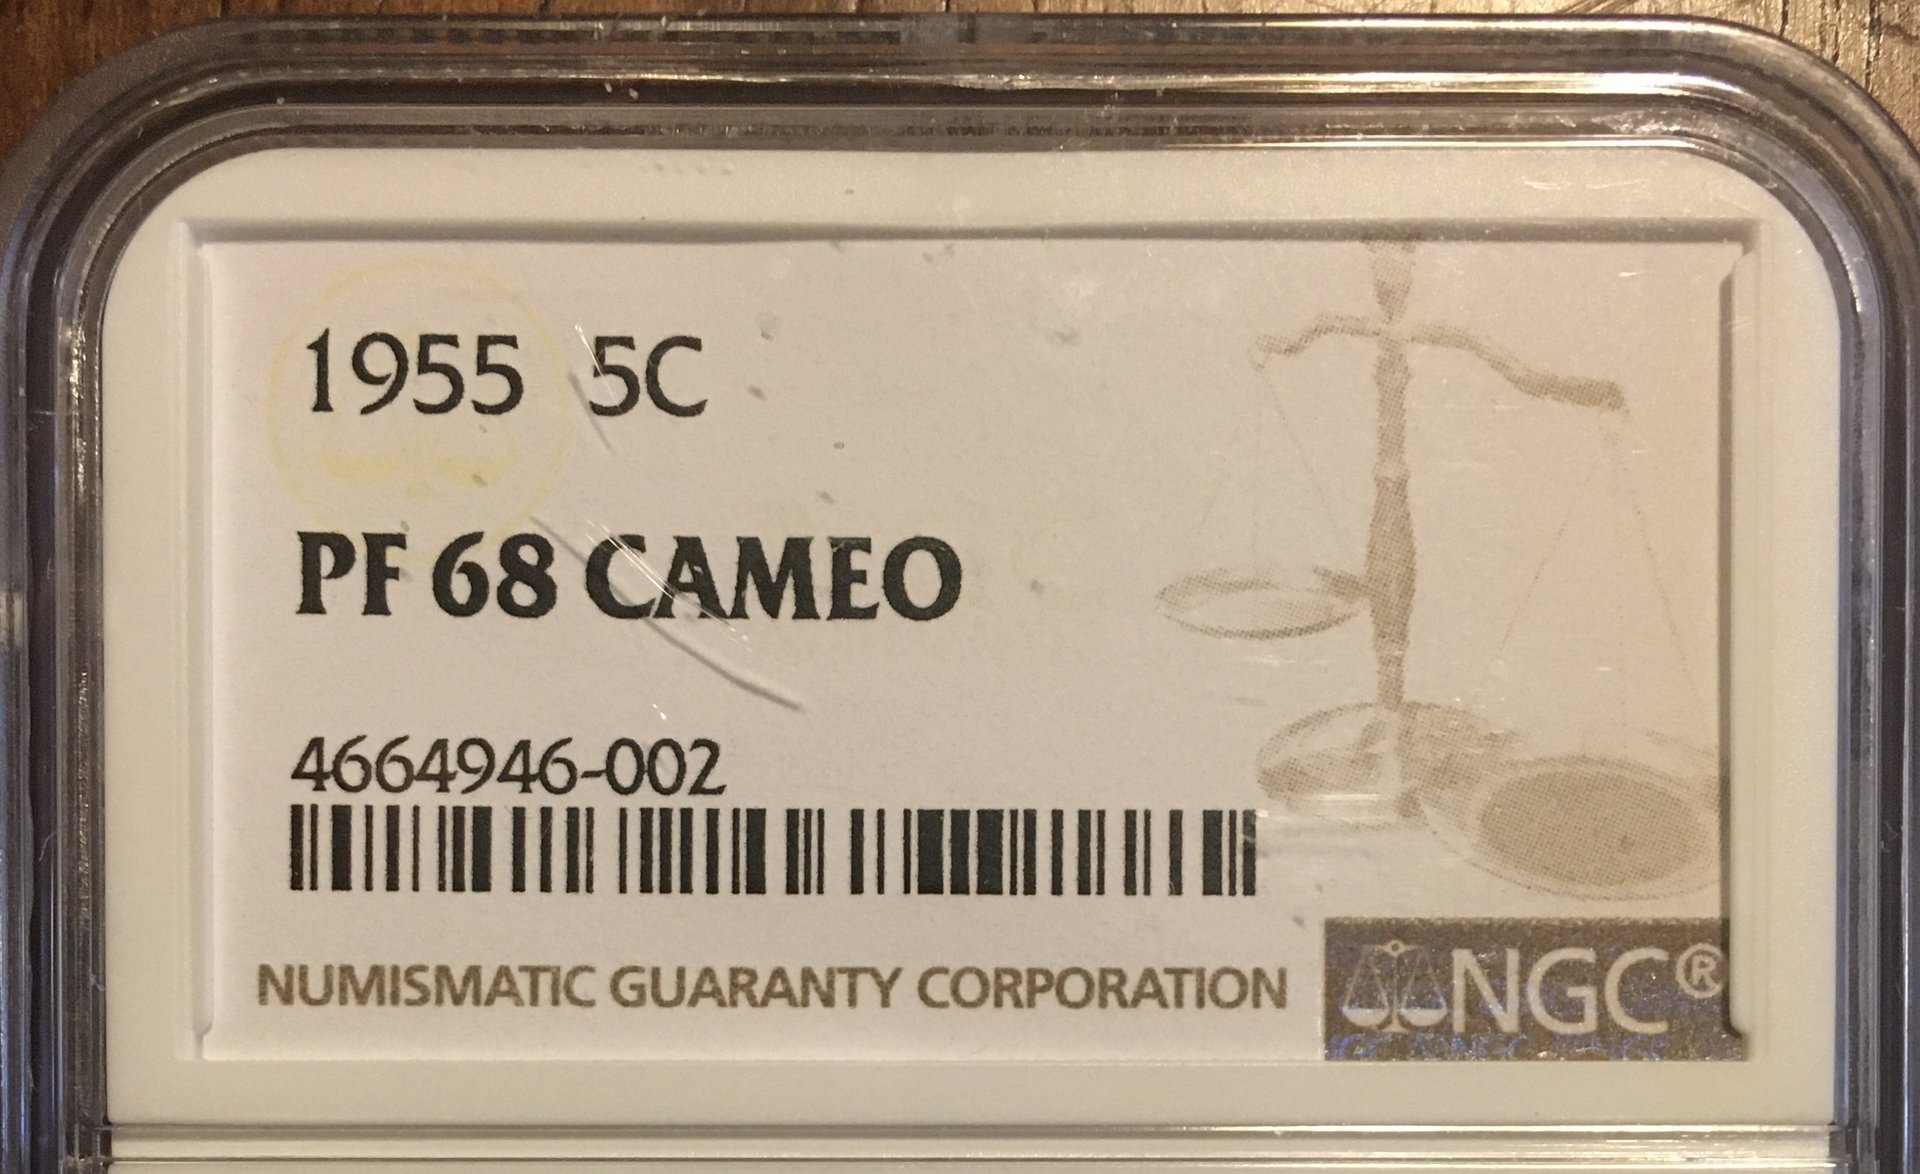 1955 5C
PF 68 CAMEO
4664946-002
NUMISMATIC GUARANTY CORPORATION
NGC®